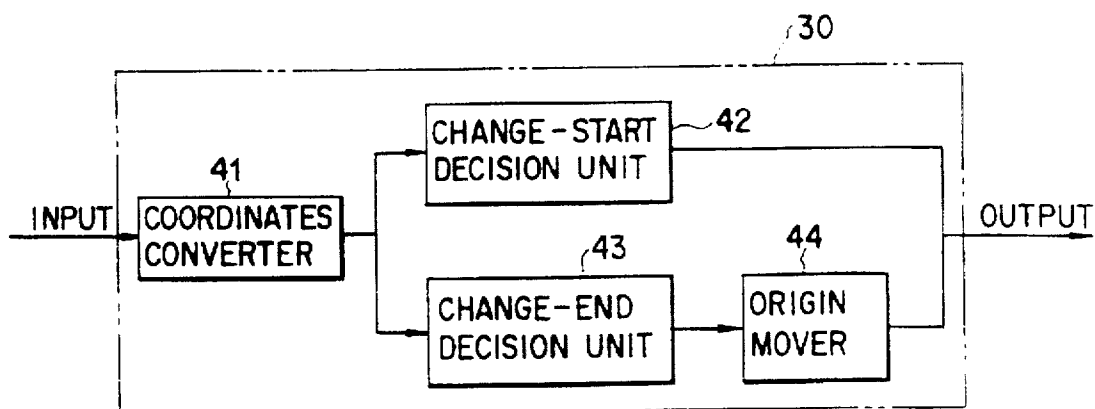 30
CHANGE-START
DECISION UNIT
42
41
INPUT
COORDINATES
CONVERTER
OUTPUT
43
CHANGE-END
DECISION UNIT
44
ORIGIN
MOVER